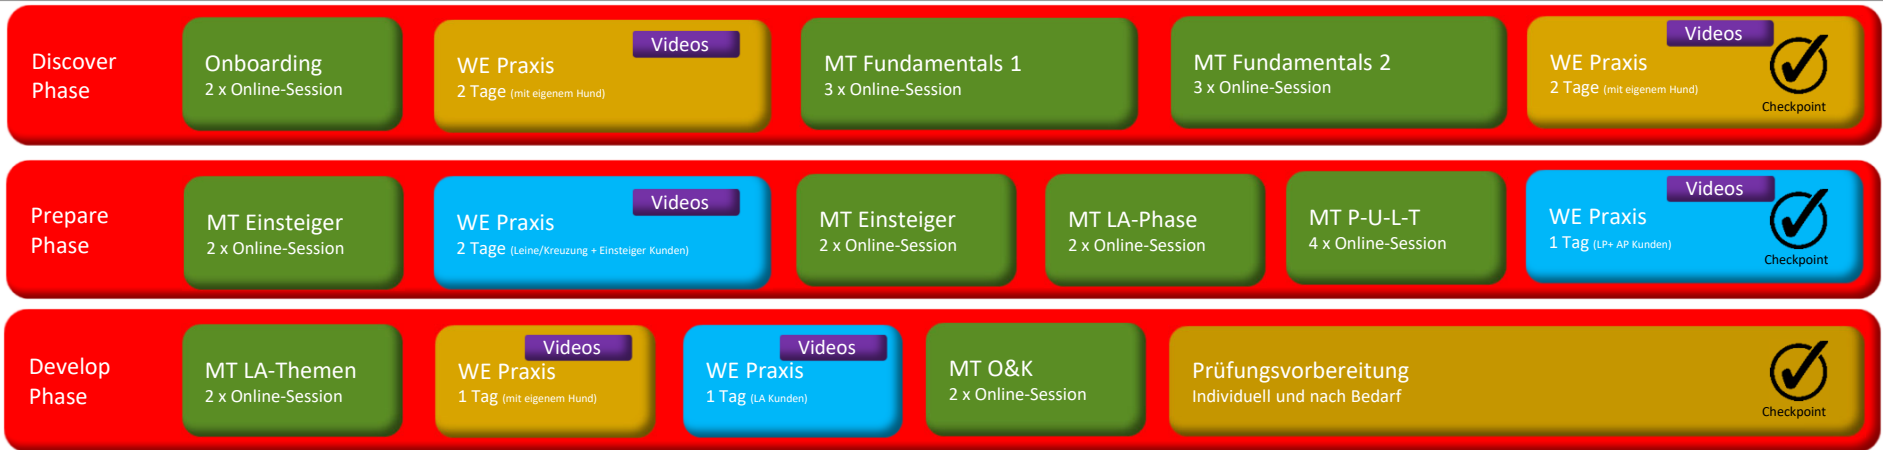 Discover
Phase
Onboarding
2 x Online-Session
Videos
WE Praxis
2 Tage (mit eigenem Hund)
MT Fundamentals 1
3 x Online-Session
MT Fundamentals 2
3 x Online-Session
Videos
WE Praxis
2 Tage (mit eigenem Hund)
Checkpoint
Prepare
Phase
MT Einsteiger
2 x Online-Session
Videos
WE Praxis
2 Tage (Leine/Kreuzung + Einsteiger Kunden)
MT Einsteiger
2 x Online-Session
MT LA-Phase
2 x Online-Session
MT P-U-L-T
4 x Online-Session
Videos
WE Praxis
1 Tag (LP+ AP Kunden)
Checkpoint
Develop
Phase
MT LA-Themen
2 x Online-Session
Videos
WE Praxis
1 Tag (mit eigenem Hund)
Videos
WE Praxis
1 Tag (LA Kunden)
MT O&K
2 x Online-Session
Prüfungsvorbereitung
Individuell und nach Bedarf
Checkpoint